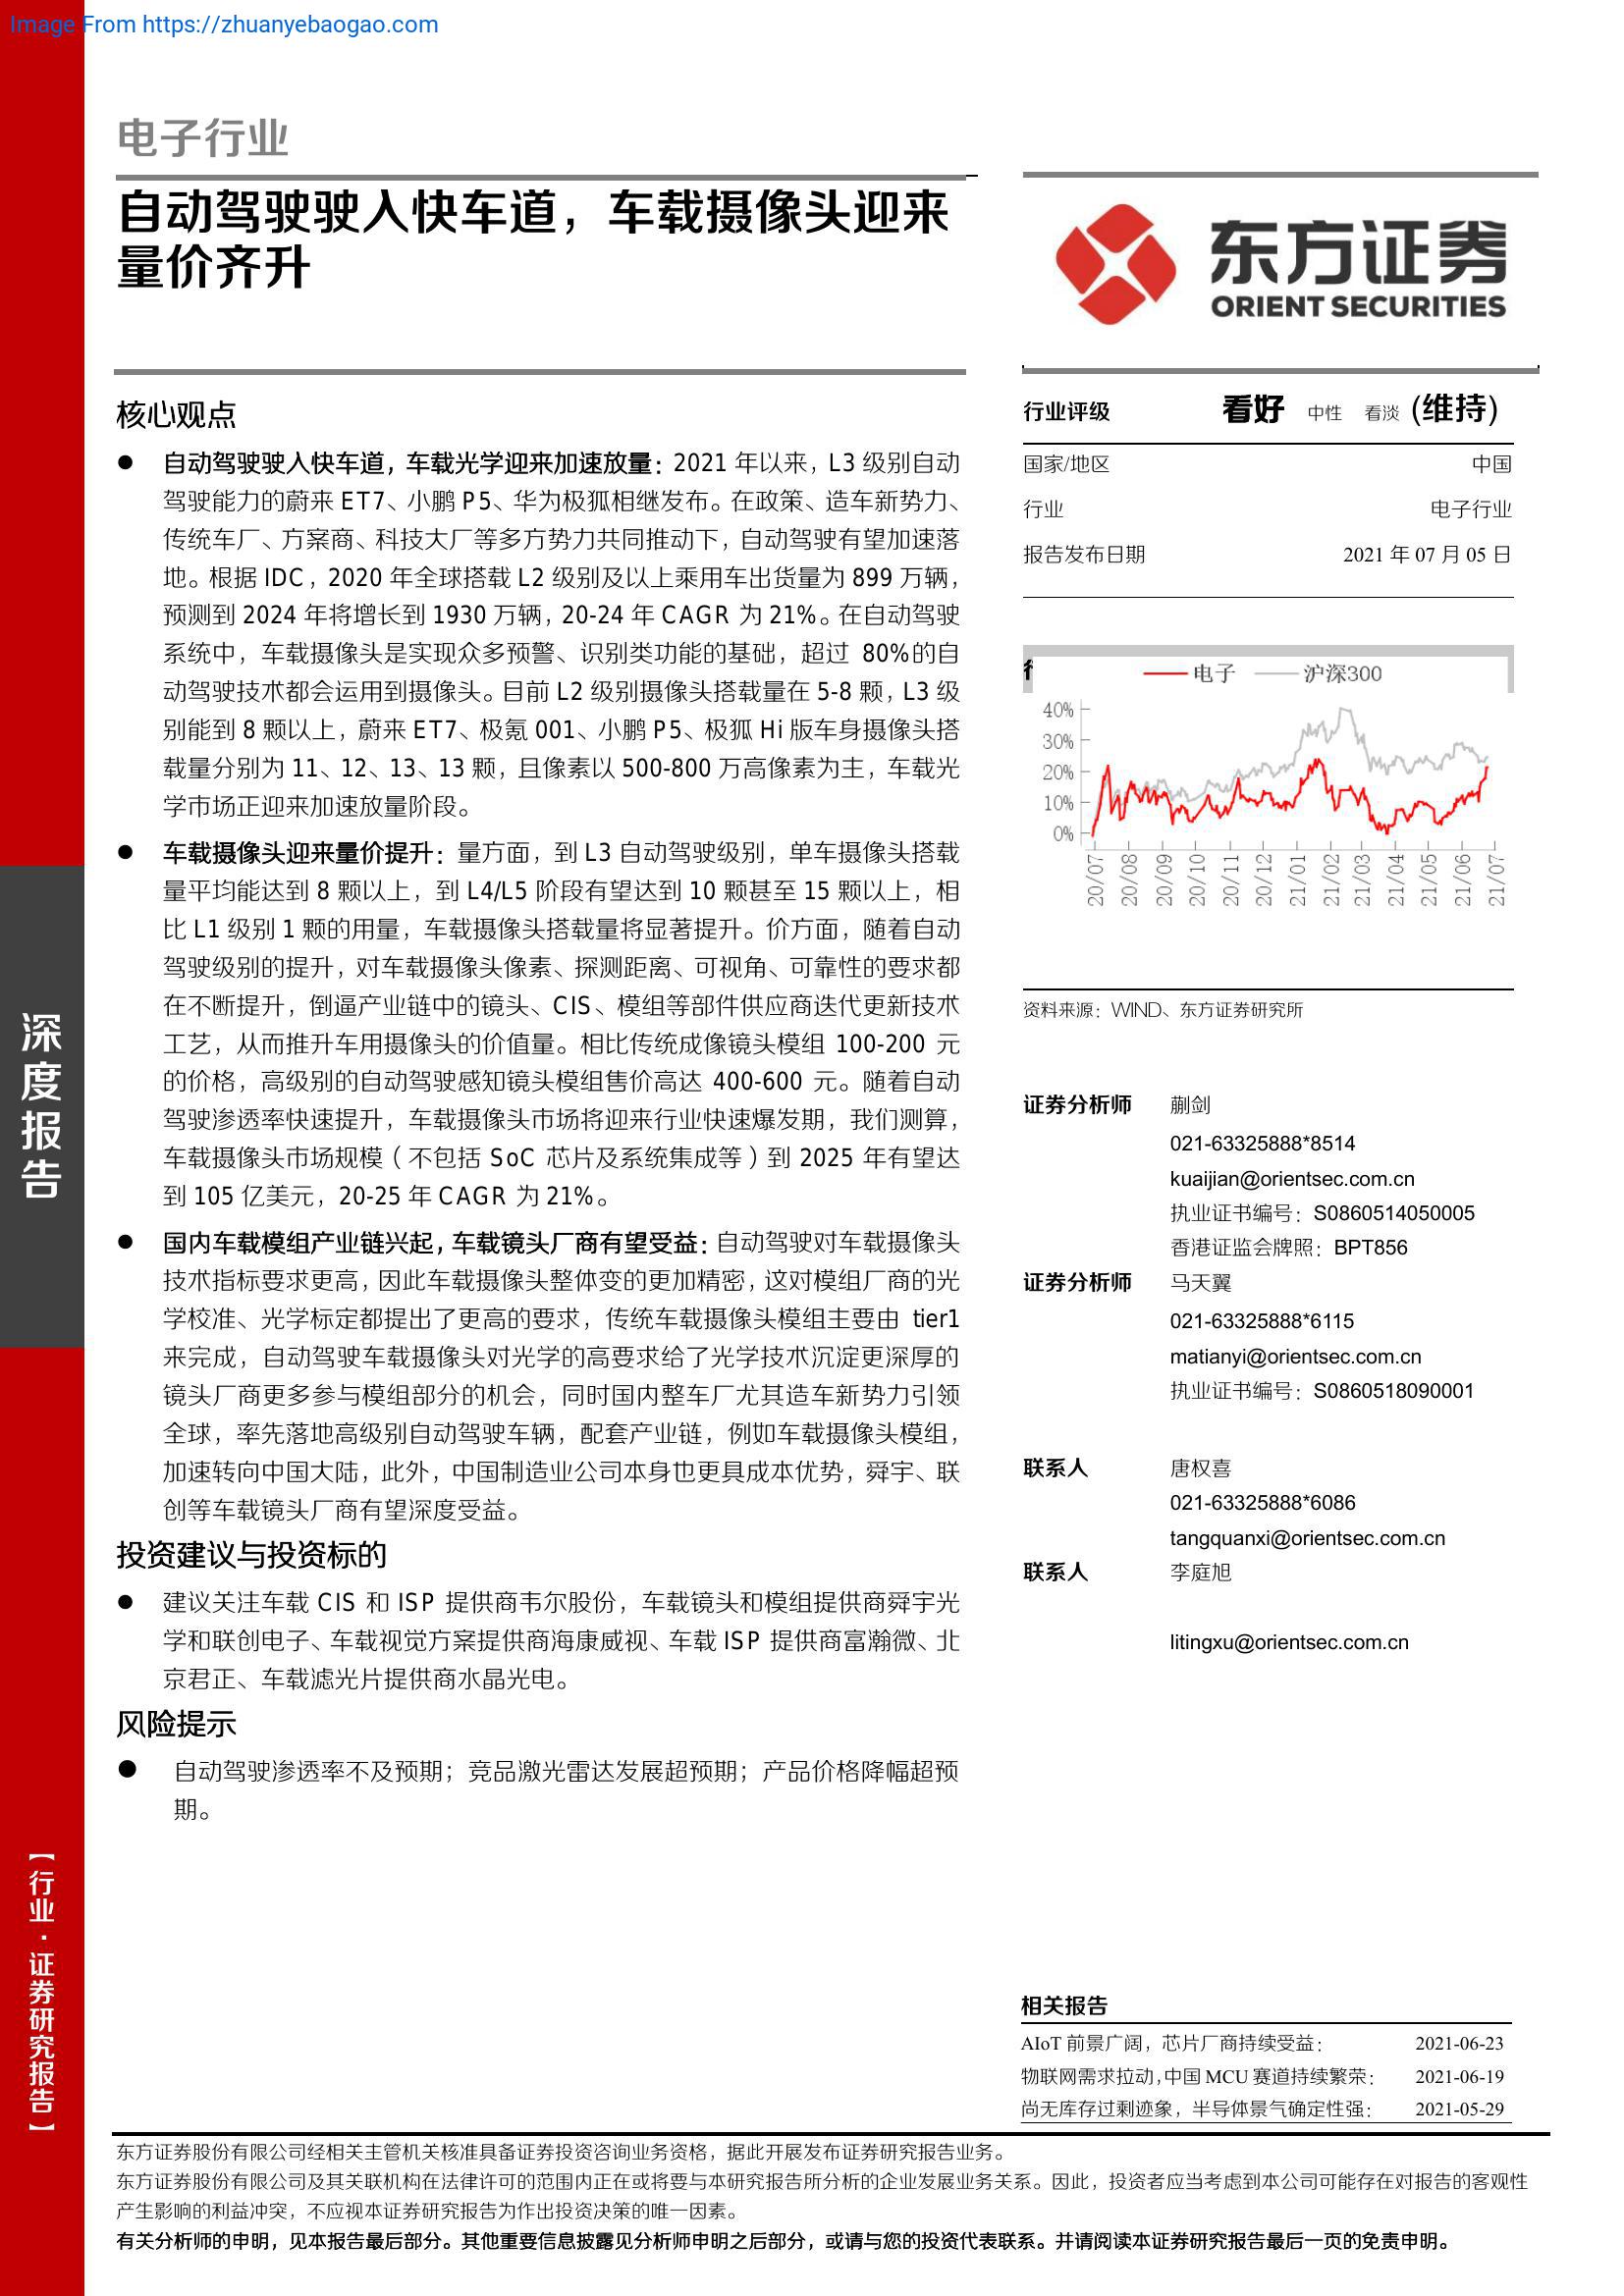 Image From https://zhuanyebaogao.com
电子行业
自动驾驶驶入快车道，车载摄像头迎来
量价齐升
东方证券
ORIENT SECURITIES
核心观点
● 自动驾驶驶入快车道，车载光学迎来加速放量：2021 年以来，L3 级别自动
驾驶能力的蔚来 ET7、小鹏 P5、华为极狐相继发布。在政策、造车新势力、
传统车厂、方案商、科技大厂等多方势力共同推动下，自动驾驶有望加速落
地。根据 IDC，2020 年全球搭载 L2 级别及以上乘用车出货量为 899 万辆，
预测到 2024 年将增长到 1930 万辆，20-24 年 CAGR 为 21%。在自动驾驶
系统中，车载摄像头是实现众多预警、识别类功能的基础，超过 80%的自
动驾驶技术都会运用到摄像头。目前 L2 级别摄像头搭载量在 5-8 颗，L3 级
别能到 8 颗以上，蔚来 ET7、极氪 001、小鹏 P5、极狐 Hi 版车身摄像头搭
载量分别为 11、12、13、13 颗，且像素以 500-800 万高像素为主，车载光
学市场正迎来加速放量阶段。
● 车载摄像头迎来量价提升：量方面，到 L3 自动驾驶级别，单车摄像头搭载
量平均能达到 8 颗以上，到 L4/L5 阶段有望达到 10 颗甚至 15 颗以上，相
比 L1 级别 1 颗的用量，车载摄像头搭载量将显著提升。价方面，随着自动
驾驶级别的提升，对车载摄像头像素、探测距离、可视角、可靠性的要求都
在不断提升，倒逼产业链中的镜头、CIS、模组等部件供应商迭代更新技术
工艺，从而推升车用摄像头的价值量。相比传统成像镜头模组 100-200 元
的价格，高级别的自动驾驶感知镜头模组售价高达 400-600 元。随着自动
驾驶渗透率快速提升，车载摄像头市场将迎来行业快速爆发期，我们测算，
车载摄像头市场规模（不包括 SoC 芯片及系统集成等）到 2025 年有望达
到 105 亿美元，20-25 年 CAGR 为 21%。
● 国内车载模组产业链兴起，车载镜头厂商有望受益：自动驾驶对车载摄像头
技术指标要求更高，因此车载摄像头整体变的更加精密，这对模组厂商的光
学校准、光学标定都提出了更高的要求，传统车载摄像头模组主要由 tier1
来完成，自动驾驶车载摄像头对光学的高要求给了光学技术沉淀更深厚的
镜头厂商更多参与模组部分的机会，同时国内整车厂尤其造车新势力引领
全球，率先落地高级别自动驾驶车辆，配套产业链，例如车载摄像头模组，
加速转向中国大陆，此外，中国制造业公司本身也更具成本优势，舜宇、联
创等车载镜头厂商有望深度受益。
投资建议与投资标的
● 建议关注车载 CIS 和 ISP 提供商韦尔股份，车载镜头和模组提供商舜宇光
学和联创电子、车载视觉方案提供商海康威视、车载 ISP 提供商富瀚微、北
京君正、车载滤光片提供商水晶光电。
风险提示
● 自动驾驶渗透率不及预期；竞品激光雷达发展超预期；产品价格降幅超预
期。
行业评级 看好 中性 看淡 (维持)
国家/地区 中国
行业 电子行业
报告发布日期 2021 年 07 月 05 日
电子 沪深300
40%
30%
20%
10%
0%
20/07 20/08 20/09 20/10 20/11 20/12 21/01 21/02 21/03 21/04 21/05 21/06 21/07
资料来源：WIND、东方证券研究所
证券分析师 蒯剑
021-63325888*8514
kuaijian@orientsec.com.cn
执业证书编号：S0860514050005
香港证监会牌照：BPT856
证券分析师 马天翼
021-63325888*6115
matianyi@orientsec.com.cn
执业证书编号：S0860518090001
联系人 唐权喜
021-63325888*6086
tangquanxi@orientsec.com.cn
联系人 李庭旭
litingxu@orientsec.com.cn
相关报告
AIoT 前景广阔，芯片厂商持续受益： 2021-06-23
物联网需求拉动,中国 MCU 赛道持续繁荣： 2021-06-19
尚无库存过剩迹象，半导体景气确定性强： 2021-05-29
深度报告
【行业·证券研究报告】
东方证券股份有限公司经相关主管机关核准具备证券投资咨询业务资格，据此开展发布证券研究报告业务。
东方证券股份有限公司及其关联机构在法律许可的范围内正在或将要与本研究报告所分析的企业发展业务关系。因此，投资者应当考虑到本公司可能存在对报告的客观性
产生影响的利益冲突，不应视本证券研究报告为作出投资决策的唯一因素。
有关分析师的申明，见本报告最后部分。其他重要信息披露见分析师申明之后部分，或请与您的投资代表联系。并请阅读本证券研究报告最后一页的免责申明。